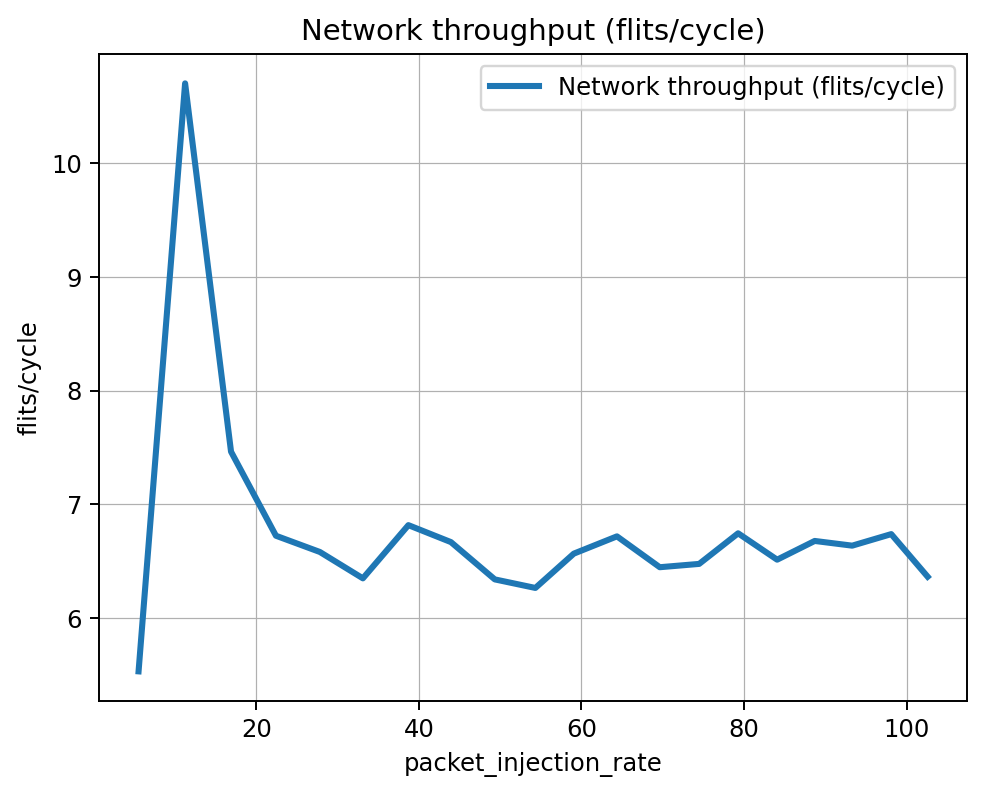 Network throughput (flits/cycle)
Network throughput (flits/cycle)
10
9
8
7
6
flits/cycle
20 40 60 80 100
packet_injection_rate